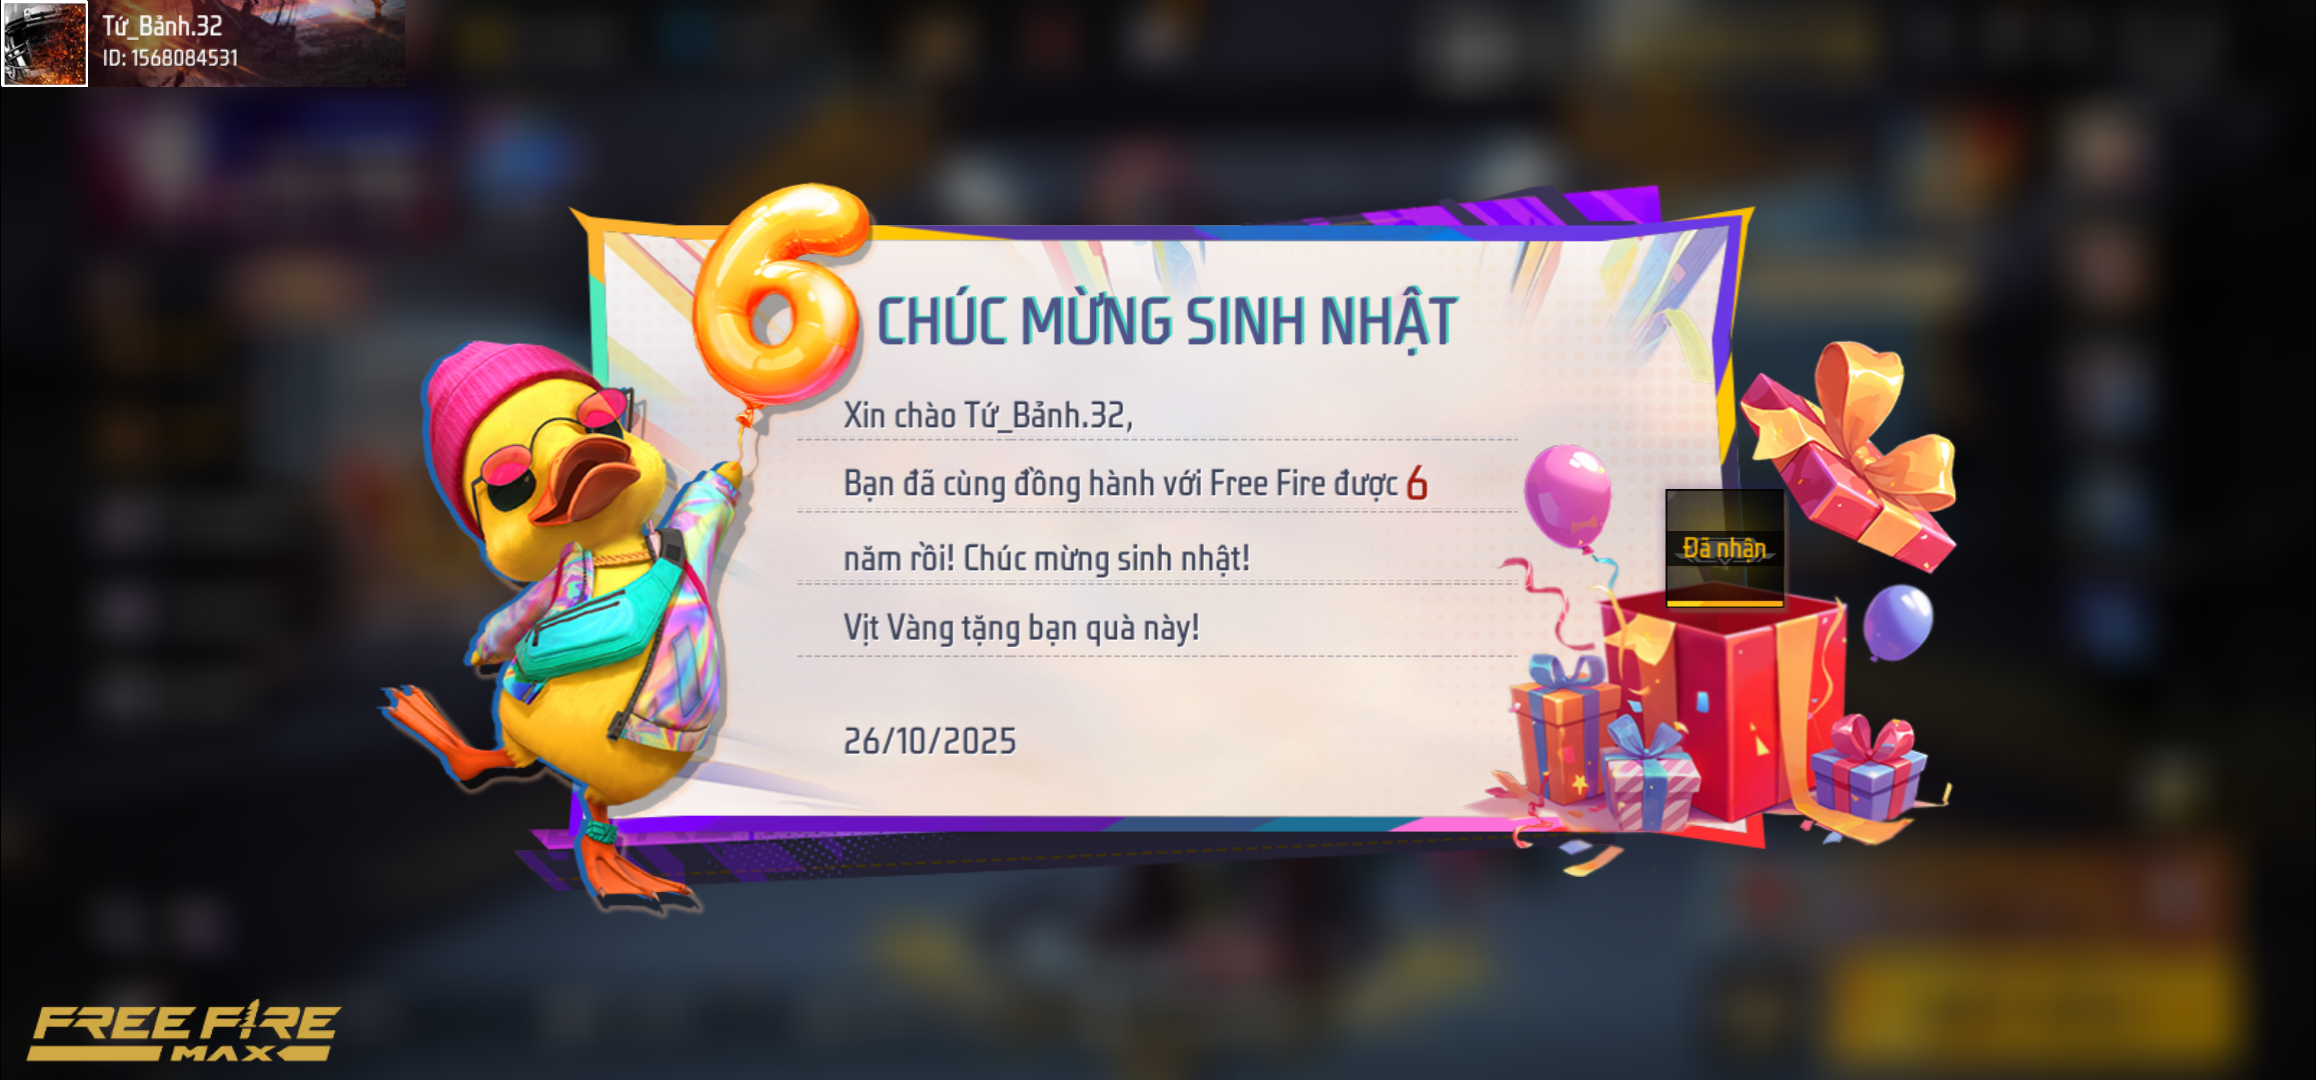 Tứ_Bảnh.32
ID: 1568084531
6
CHÚC MỪNG SINH NHẬT
Xin chào Tứ_Bảnh.32,
Bạn đã cùng đồng hành với Free Fire được 6
năm rồi! Chúc mừng sinh nhật!
Vịt Vàng tặng bạn quà này!
Đã nhận
26/10/2025
FREE FIRE
MAX